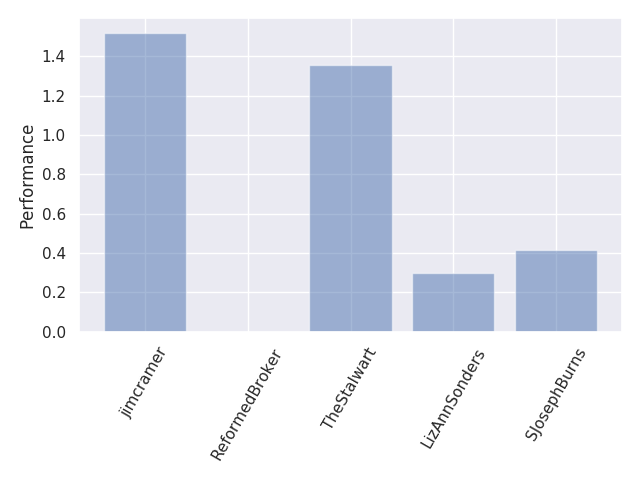 Performance
1.4
1.2
1.0
0.8
0.6
0.4
0.2
0.0
jimcramer
ReformedBroker
TheStalwart
LizAnnSonders
SJosephBurns